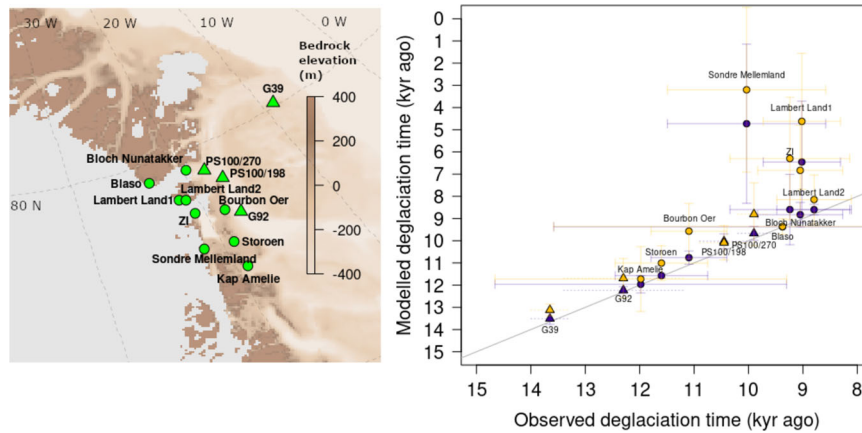 30 W
20 W
10 W
0 W
Bedrock
elevation
(m)
G39
400
200
0
−200
−400
Bloch Nunatakker
PS100/270
PS100/198
Blaso
Lambert Land2
Lambert Land1
Bourbon Oer
80 N
ZI
G92
Storoen
Sondre Mellemland
Kap Amelie
Modelled deglaciation time (kyr ago)
0
1
2
3
4
5
6
7
8
9
10
11
12
13
14
15
Sondre Mellemland
Lambert Land1
ZI
Lambert Land2
Bourbon Oer
Bloch Nunatakker
Blaso
PS100/270
PS100/198
Storoen
Kap Amelie
G92
G39
15 14 13 12 11 10 9 8
Observed deglaciation time (kyr ago)